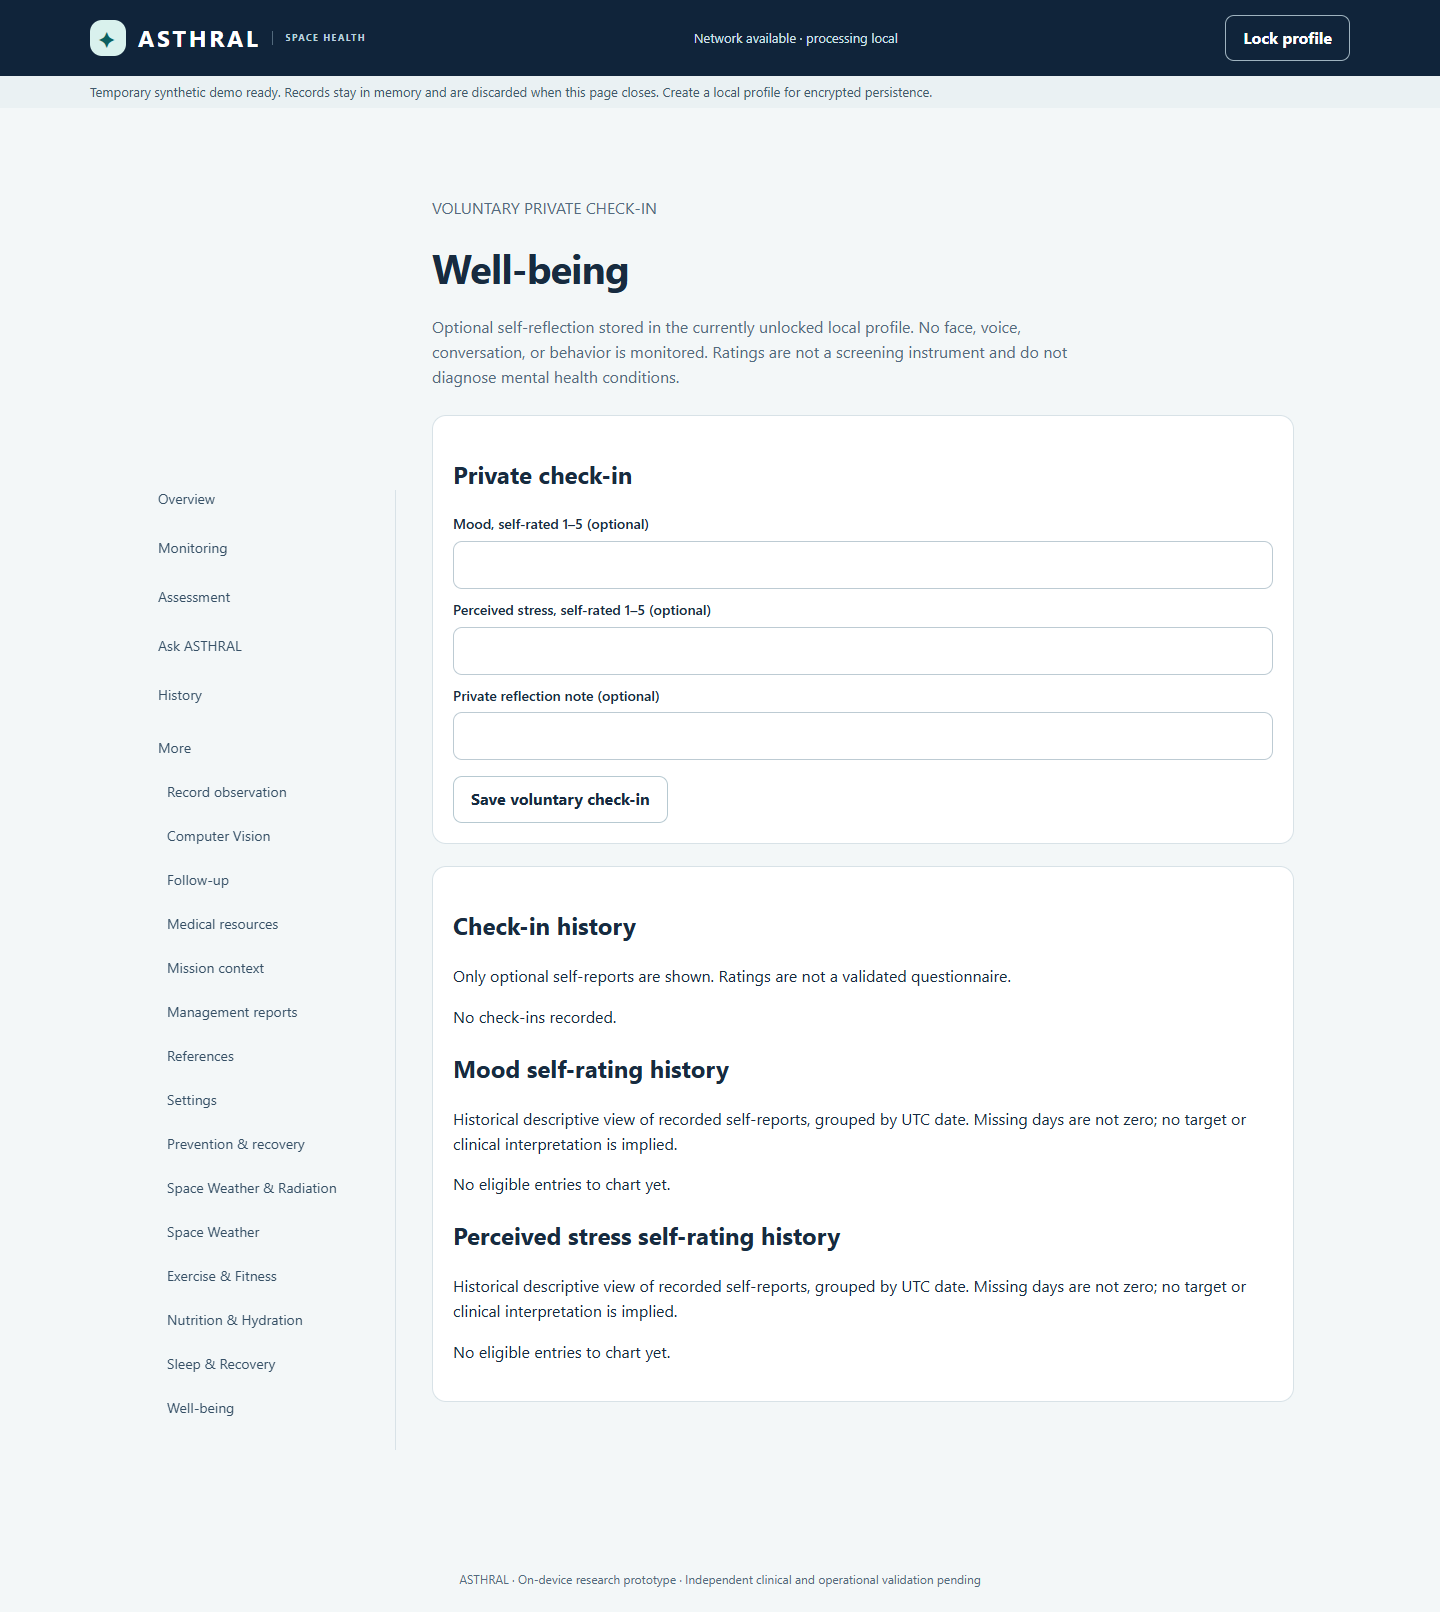 ASTHRAL
SPACE HEALTH
Network available · processing local
Lock profile
Temporary synthetic demo ready. Records stay in memory and are discarded when this page closes. Create a local profile for encrypted persistence.
Overview
Monitoring
Assessment
Ask ASTHRAL
History
More
Record observation
Computer Vision
Follow-up
Medical resources
Mission context
Management reports
References
Settings
Prevention & recovery
Space Weather & Radiation
Space Weather
Exercise & Fitness
Nutrition & Hydration
Sleep & Recovery
Well-being
VOLUNTARY PRIVATE CHECK-IN
Well-being
Optional self-reflection stored in the currently unlocked local profile. No face, voice,
conversation, or behavior is monitored. Ratings are not a screening instrument and do not
diagnose mental health conditions.
Private check-in
Mood, self-rated 1–5 (optional)
Perceived stress, self-rated 1–5 (optional)
Private reflection note (optional)
Save voluntary check-in
Check-in history
Only optional self-reports are shown. Ratings are not a validated questionnaire.
No check-ins recorded.
Mood self-rating history
Historical descriptive view of recorded self-reports, grouped by UTC date. Missing days are not zero; no target or
clinical interpretation is implied.
No eligible entries to chart yet.
Perceived stress self-rating history
Historical descriptive view of recorded self-reports, grouped by UTC date. Missing days are not zero; no target or
clinical interpretation is implied.
No eligible entries to chart yet.
ASTHRAL · On-device research prototype · Independent clinical and operational validation pending